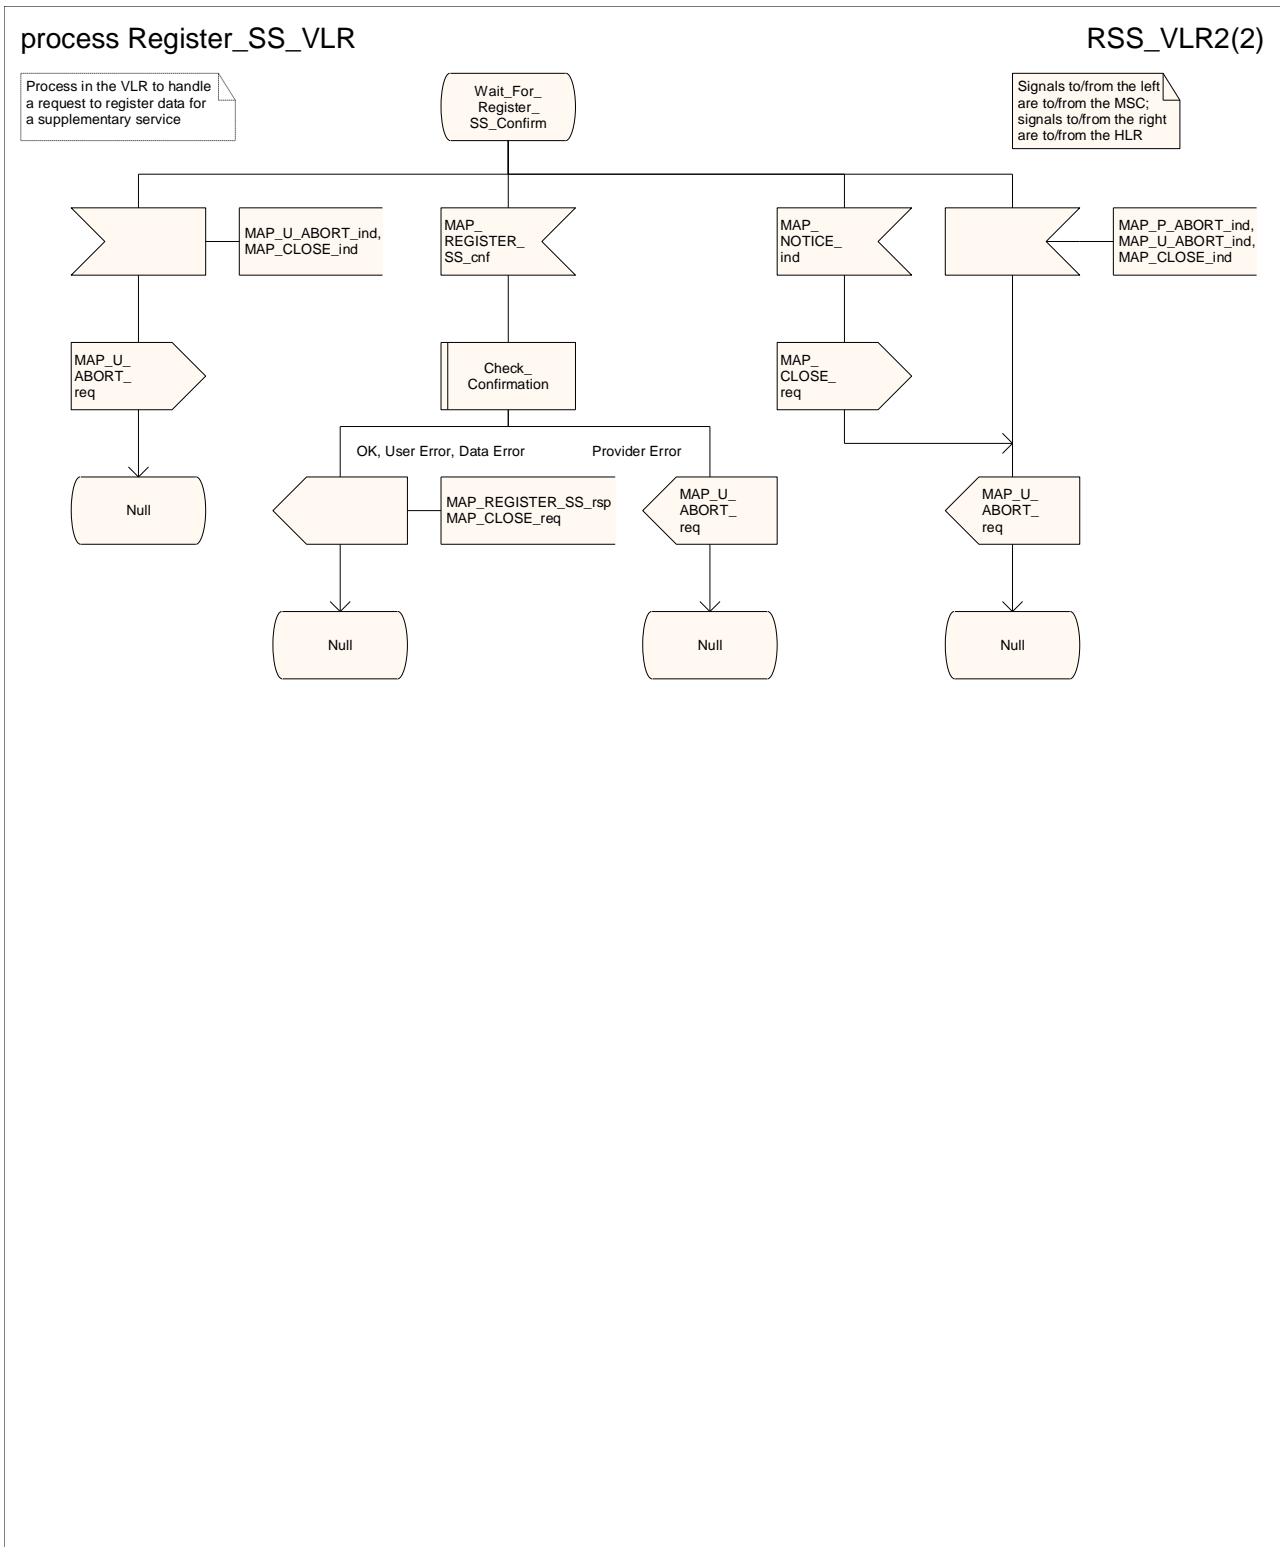 process Register_SS_VLR
RSS_VLR2(2)
Process in the VLR to handle
a request to register data for
a supplementary service
Wait_For_
Register_
SS_Confirm
Signals to/from the left
are to/from the MSC;
signals to/from the right
are to/from the HLR
MAP_U_ABORT_ind,
MAP_CLOSE_ind
MAP_
REGISTER_
SS_cnf
MAP_
NOTICE_
ind
MAP_P_ABORT_ind,
MAP_U_ABORT_ind,
MAP_CLOSE_ind
MAP_U_
ABORT_
req
Check_
Confirmation
MAP_
CLOSE_
req
OK, User Error, Data Error
Provider Error
Null
MAP_REGISTER_SS_rsp
MAP_CLOSE_req
MAP_U_
ABORT_
req
MAP_U_
ABORT_
req
Null
Null
Null